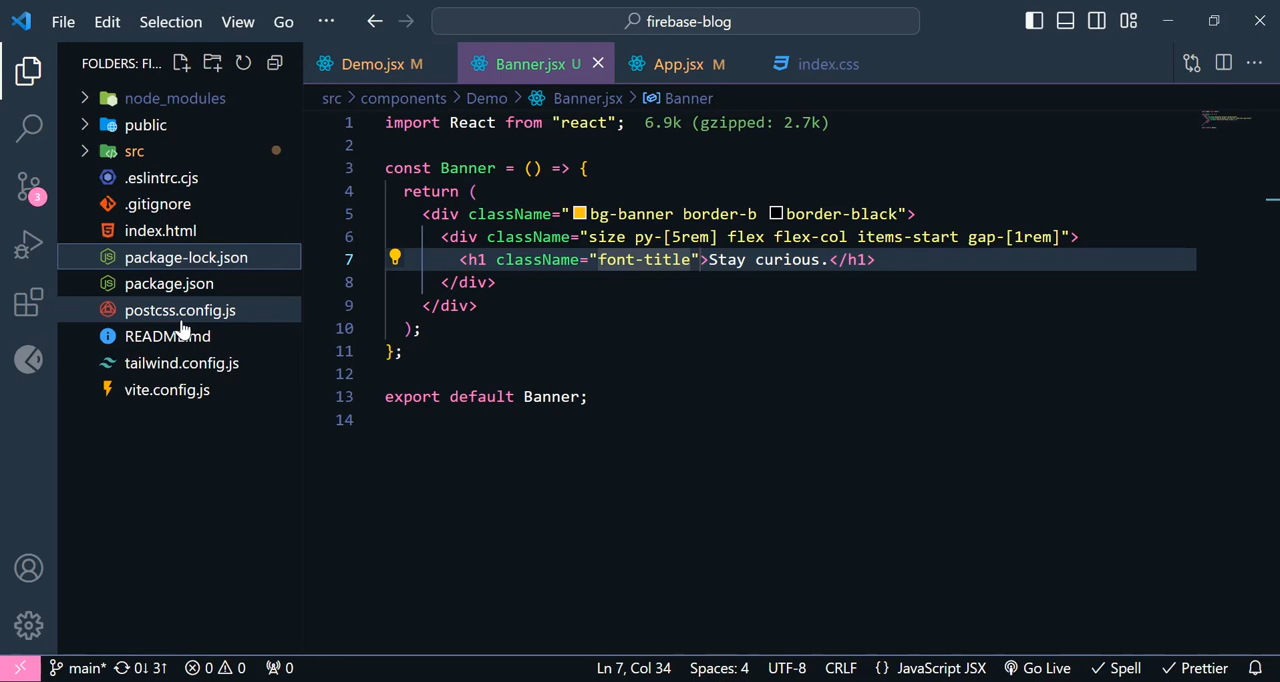 File Edit Selection View Go ··· firebase-blog
FOLDERS: FI...
node_modules
public
src
.eslintrc.cjs
.gitignore
index.html
package-lock.json
package.json
postcss.config.js
README.md
tailwind.config.js
vite.config.js
Demo.jsx M Banner.jsx U App.jsx M index.css
src > components > Demo > Banner.jsx > Banner
1 import React from "react"; 6.9k (gzipped: 2.7k)
2
3 const Banner = () => {
4 return (
5 <div className="bg-banner border-b border-black">
6 <div className="size py-[5rem] flex flex-col items-start gap-[1rem]">
7 <h1 className="font-title">Stay curious.</h1>
8 </div>
9 </div>
10 );
11 };
12
13 export default Banner;
14
3
main* 0↓ 3↑ 0 0 0 Ln 7, Col 34 Spaces: 4 UTF-8 CRLF {} JavaScript JSX Go Live Spell Prettier